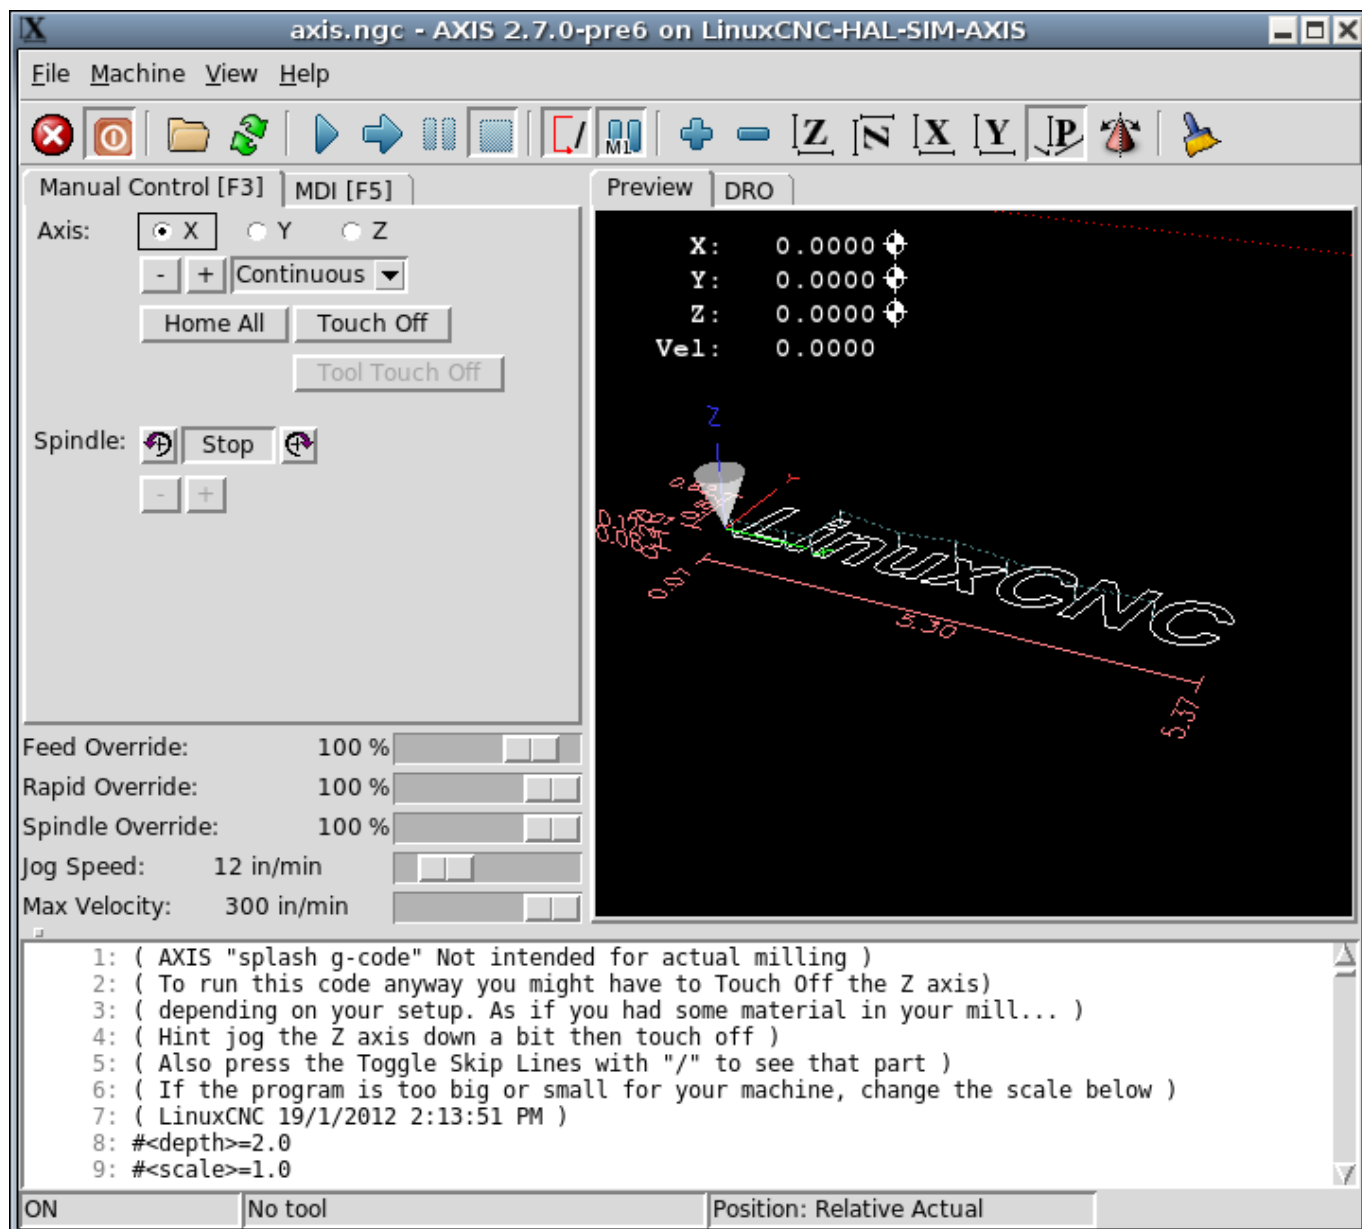 axis.ngc - AXIS 2.7.0-pre6 on LinuxCNC-HAL-SIM-AXIS
File Machine View Help
M1 Z N X Y P
Manual Control [F3] MDI [F5]
Preview DRO
Axis: X Y Z
- + Continuous
Home All Touch Off
Tool Touch Off
Spindle: Stop
- +
X: 0.0000
Y: 0.0000
Z: 0.0000
Vel: 0.0000
Z
Y
LinuxCNC
0.07
5.30
5.37
Feed Override: 100 %
Rapid Override: 100 %
Spindle Override: 100 %
Jog Speed: 12 in/min
Max Velocity: 300 in/min
1: ( AXIS "splash g-code" Not intended for actual milling )
2: ( To run this code anyway you might have to Touch Off the Z axis)
3: ( depending on your setup. As if you had some material in your mill... )
4: ( Hint jog the Z axis down a bit then touch off )
5: ( Also press the Toggle Skip Lines with "/" to see that part )
6: ( If the program is too big or small for your machine, change the scale below )
7: ( LinuxCNC 19/1/2012 2:13:51 PM )
8: #<depth>=2.0
9: #<scale>=1.0
ON No tool Position: Relative Actual